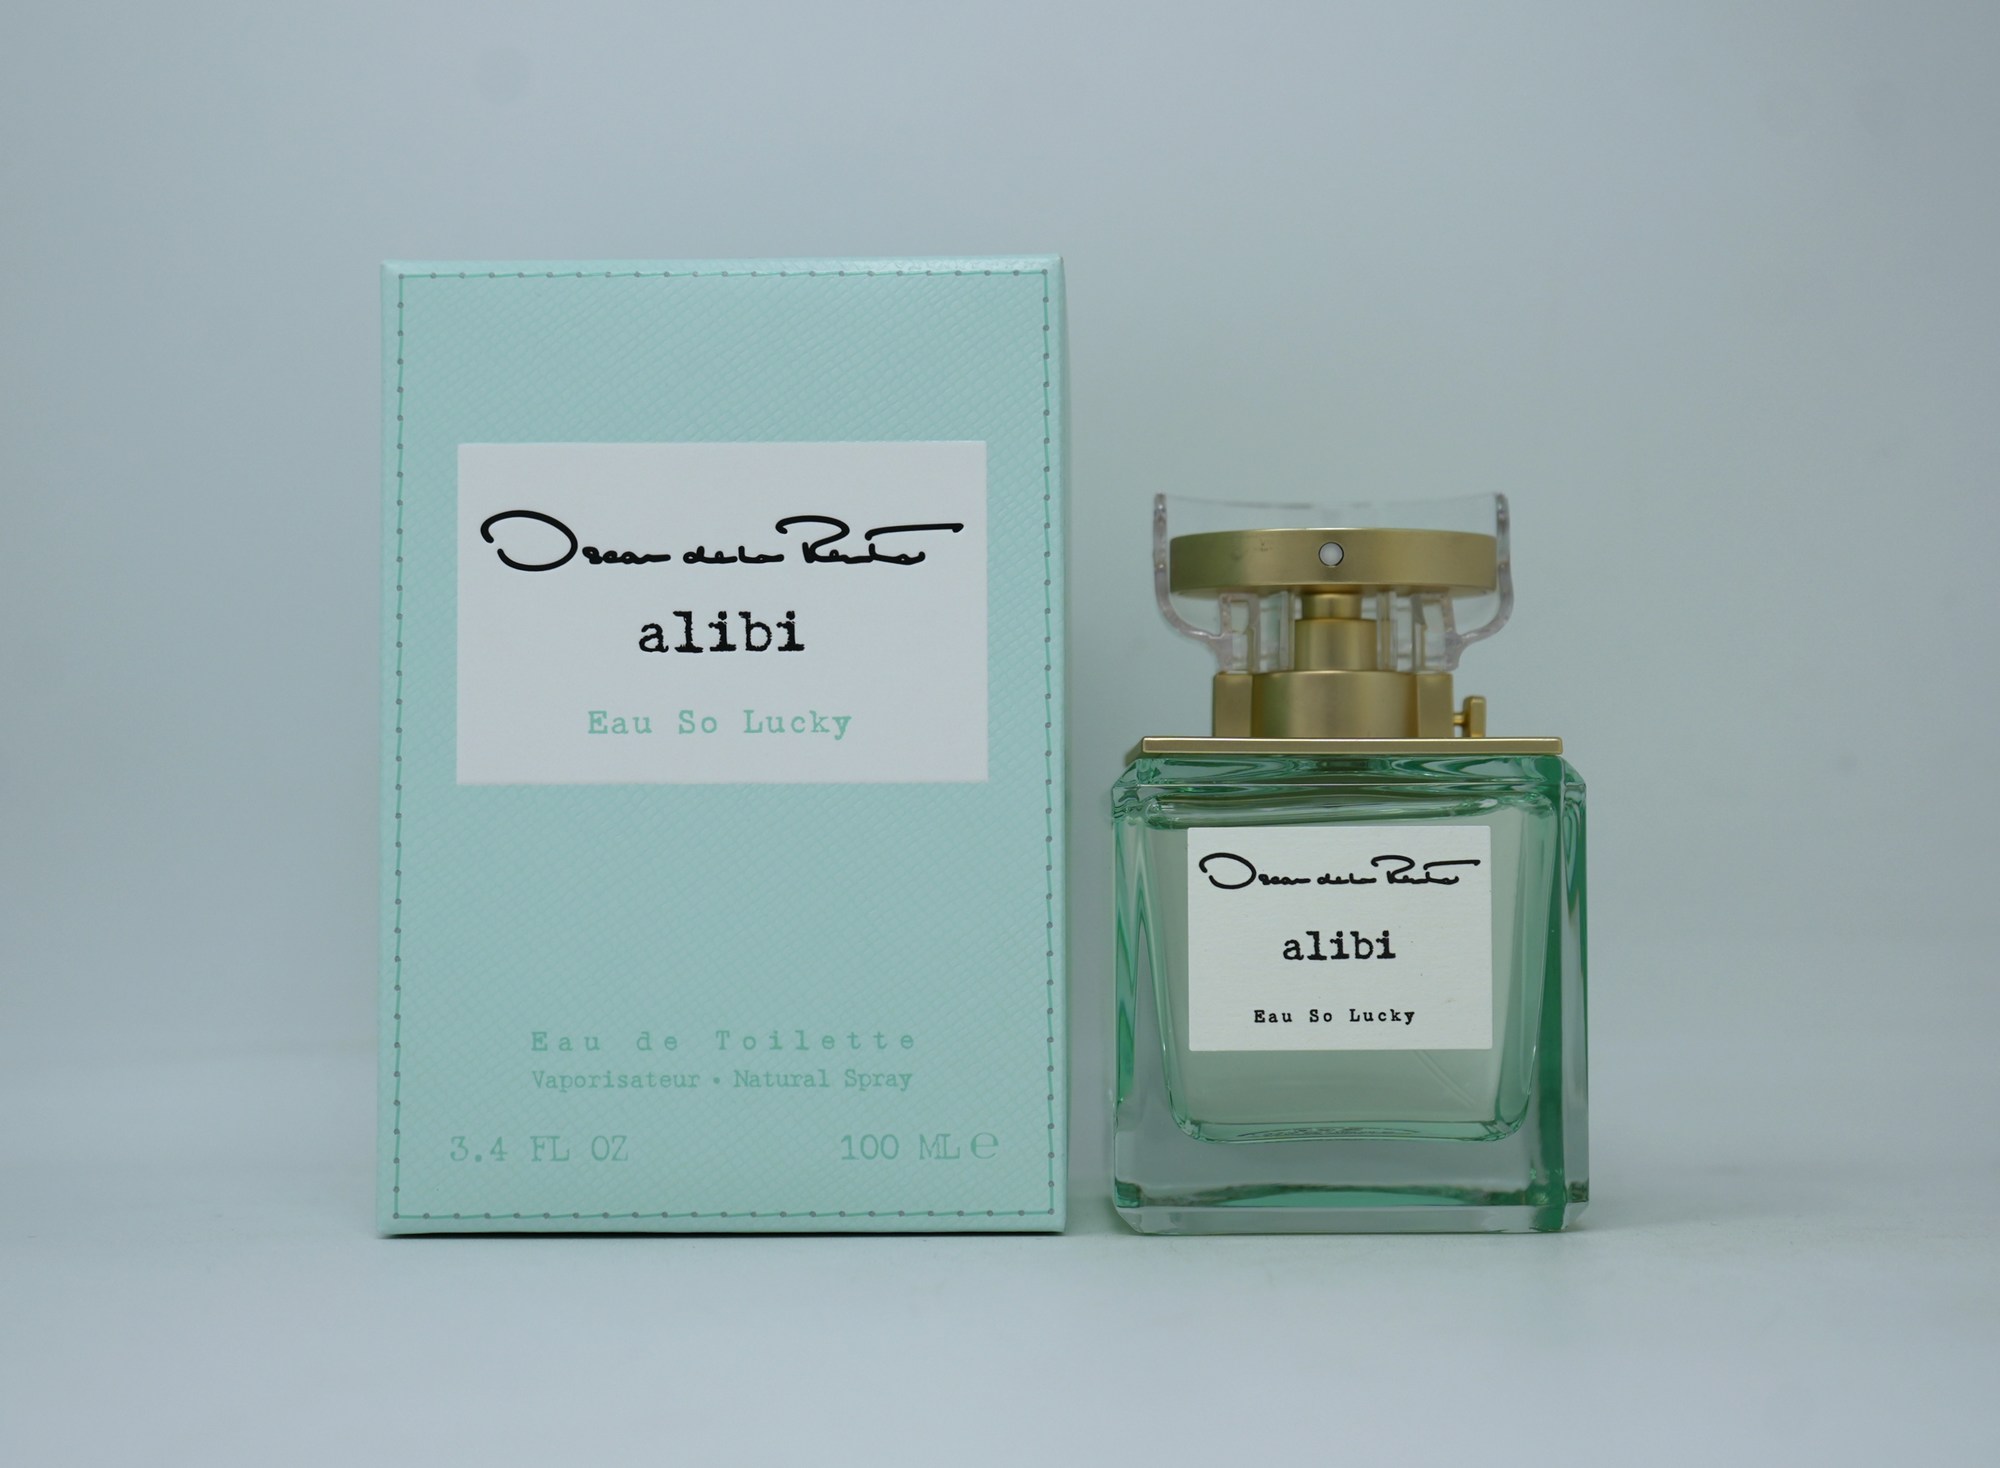 Oscar de la Renta
alibi
Eau So Lucky
Eau de Toilette
Vaporisateur • Natural Spray
3.4 FL OZ 100 ML ℮
Oscar de la Renta
alibi
Eau So Lucky